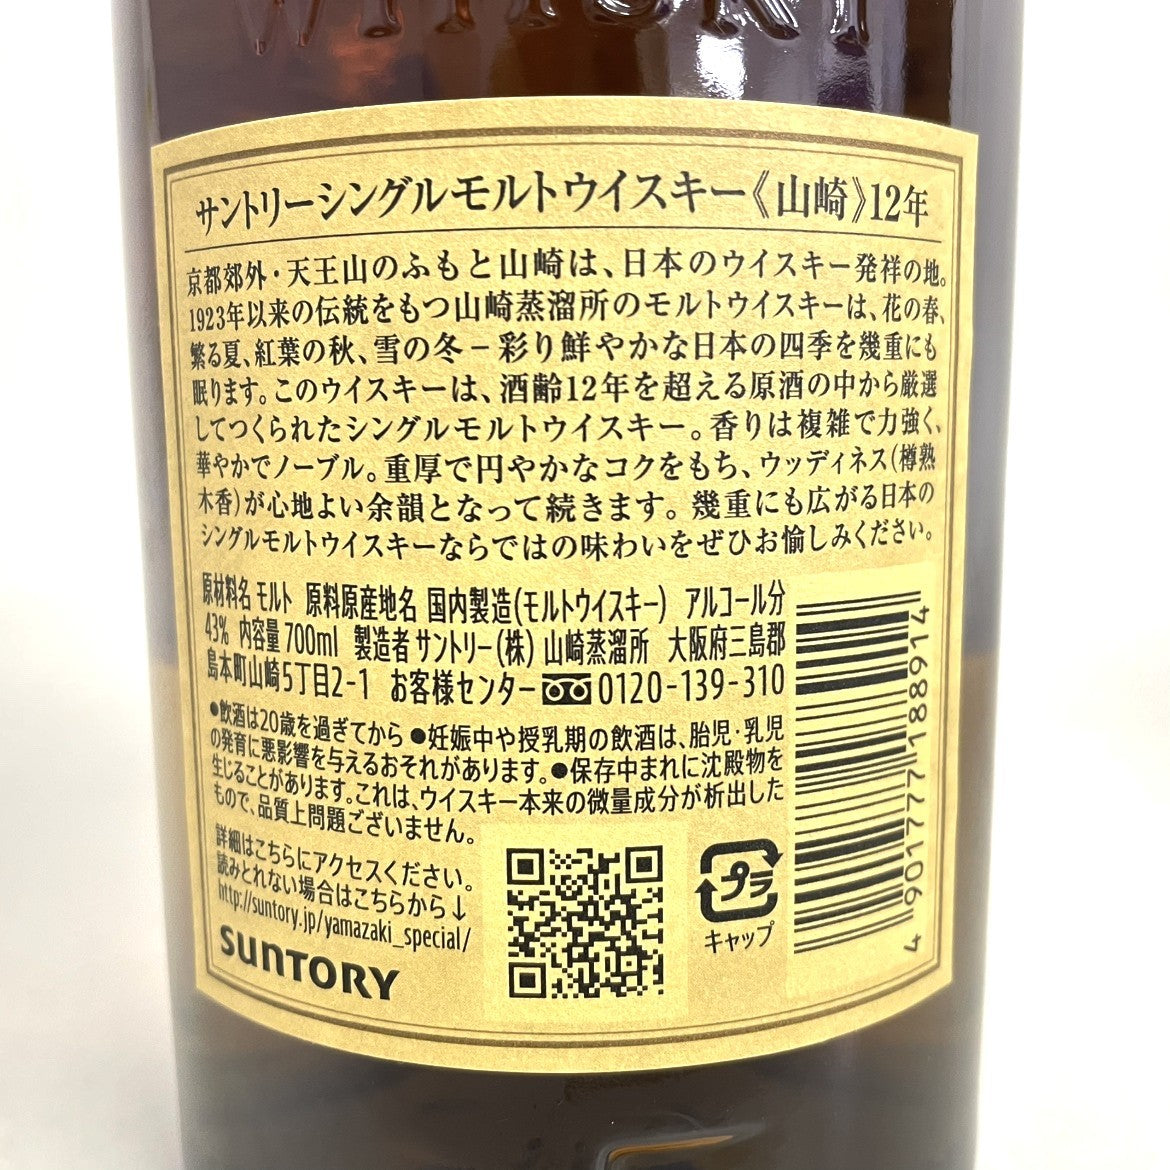 WHISKY
サントリーシングルモルトウイスキー《山崎》12年
京都郊外・天王山のふもと山崎は、日本のウイスキー発祥の地。
1923年以来の伝統をもつ山崎蒸溜所のモルトウイスキーは、花の春、
繁る夏、紅葉の秋、雪の冬－彩り鮮やかな日本の四季を幾重にも
眠ります。このウイスキーは、酒齢12年を超える原酒の中から厳選
してつくられたシングルモルトウイスキー。香りは複雑で力強く、
華やかでノーブル。重厚で円やかなコクをもち、ウッディネス(樽熟
木香)が心地よい余韻となって続きます。幾重にも広がる日本の
シングルモルトウイスキーならではの味わいをぜひお愉しみください。
原材料名 モルト 原料原産地名 国内製造(モルトウイスキー) アルコール分
43% 内容量700ml 製造者 サントリー(株) 山崎蒸溜所 大阪府三島郡
島本町山崎5丁目2-1 お客様センター 0120-139-310
●飲酒は20歳を過ぎてから ●妊娠中や授乳期の飲酒は、胎児・乳児
の発育に悪影響を与えるおそれがあります。●保存中まれに沈殿物を
生じることがあります。これは、ウイスキー本来の微量成分が析出した
もので、品質上問題ございません。
詳細はこちらにアクセスください。
読みとれない場合はこちらから↓
http://suntory.jp/yamazaki_special/
SUNTORY
プラ
キャップ
4 901777 188914